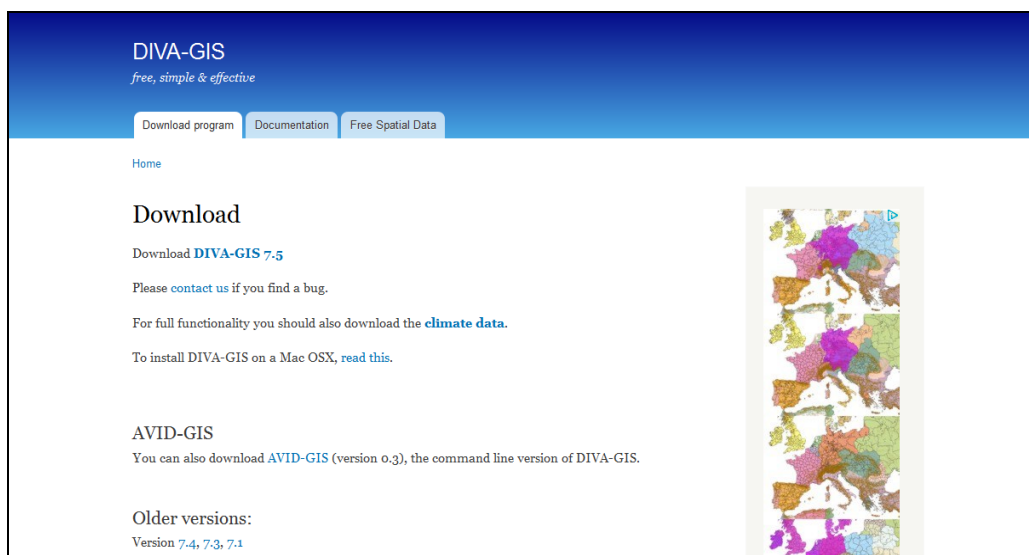 DIVA-GIS
free, simple & effective
Download program
Documentation
Free Spatial Data
Home
Download
Download DIVA-GIS 7.5
Please contact us if you find a bug.
For full functionality you should also download the climate data.
To install DIVA-GIS on a Mac OSX, read this.
AVID-GIS
You can also download AVID-GIS (version 0.3), the command line version of DIVA-GIS.
Older versions:
Version 7.4, 7.3, 7.1